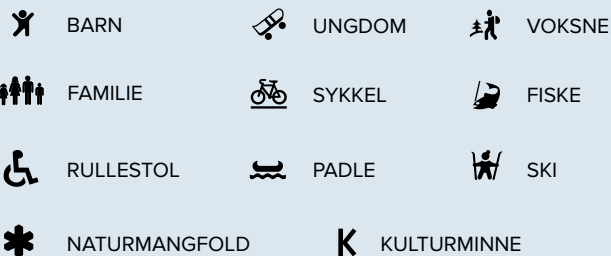 BARN UNGDOM VOKSNE
FAMILIE SYKKEL FISKE
RULLESTOL PADLE SKI
NATURMANGFOLD K KULTURMINNE